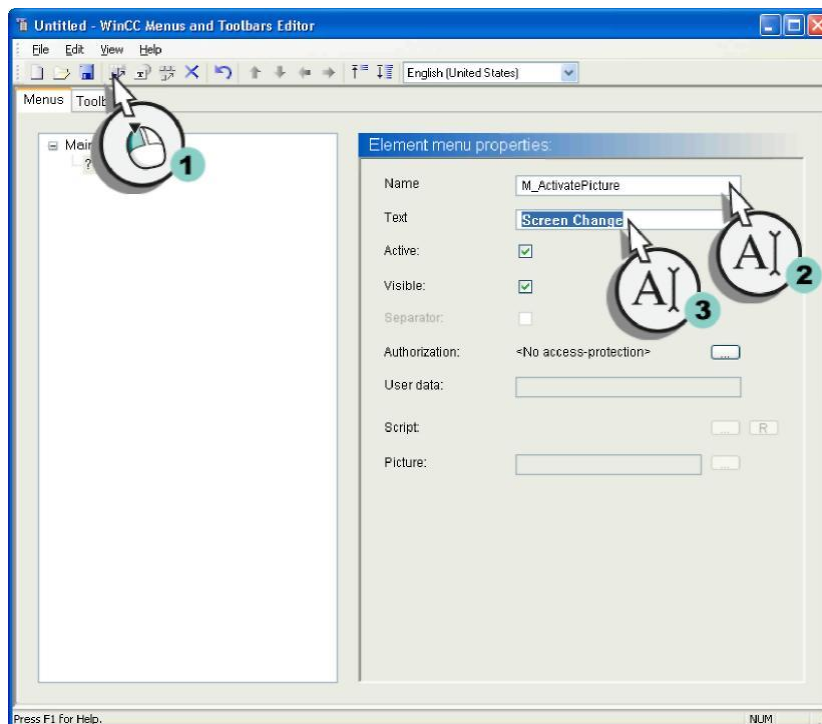 Untitled - WinCC Menus and Toolbars Editor
File Edit View Help
English (United States)
Menus
Element menu properties:
Name M_ActivatePicture
Text Screen Change
Active:
Visible:
Separator:
Authorization: <No access-protection> ...
User data:
Script: ... R
Picture: ...
?
1
2
3
AI
AI
Press F1 for Help.
NUM